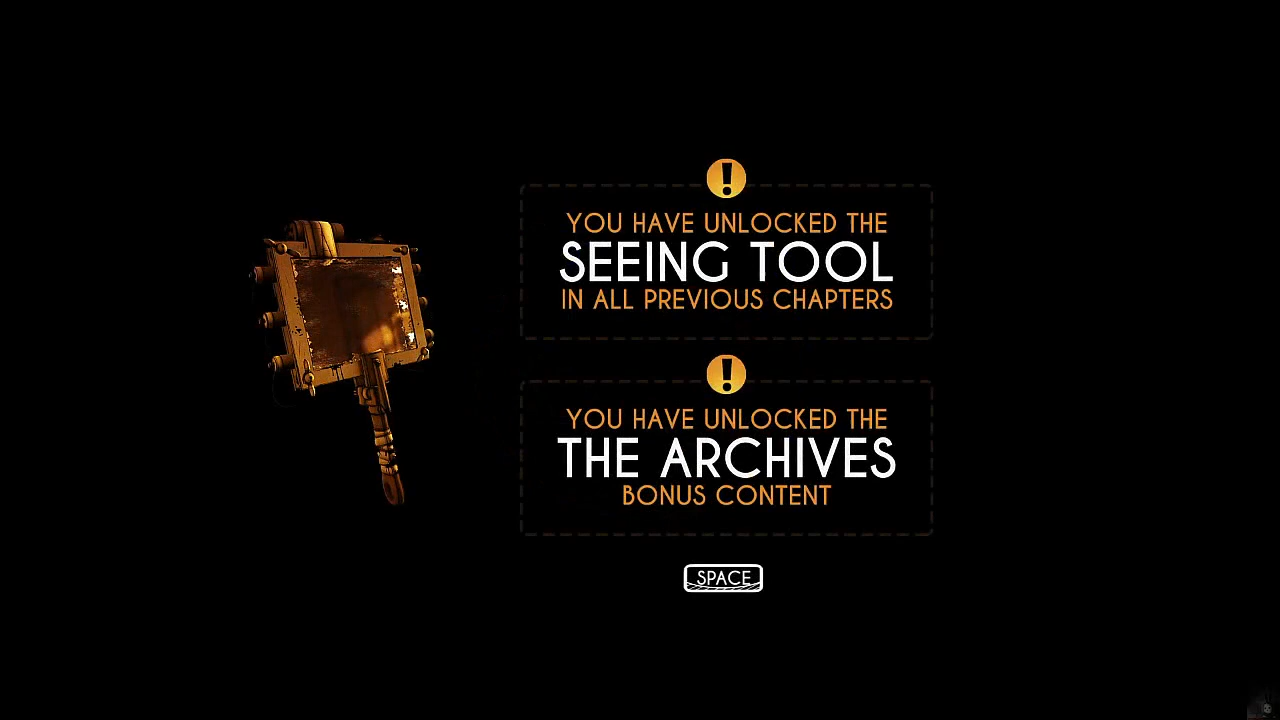 YOU HAVE UNLOCKED THE
SEEING TOOL
IN ALL PREVIOUS CHAPTERS
YOU HAVE UNLOCKED THE
THE ARCHIVES
BONUS CONTENT
SPACE